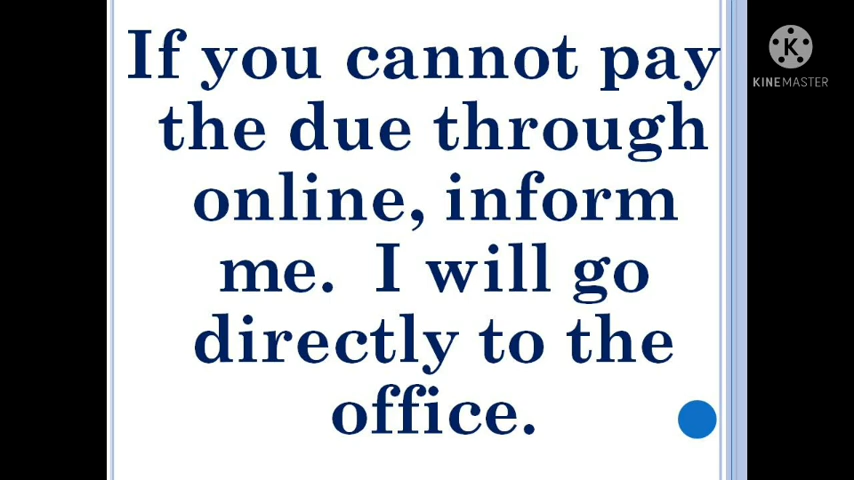 If you cannot pay
the due through
online, inform
me. I will go
directly to the
office.
KINEMASTER